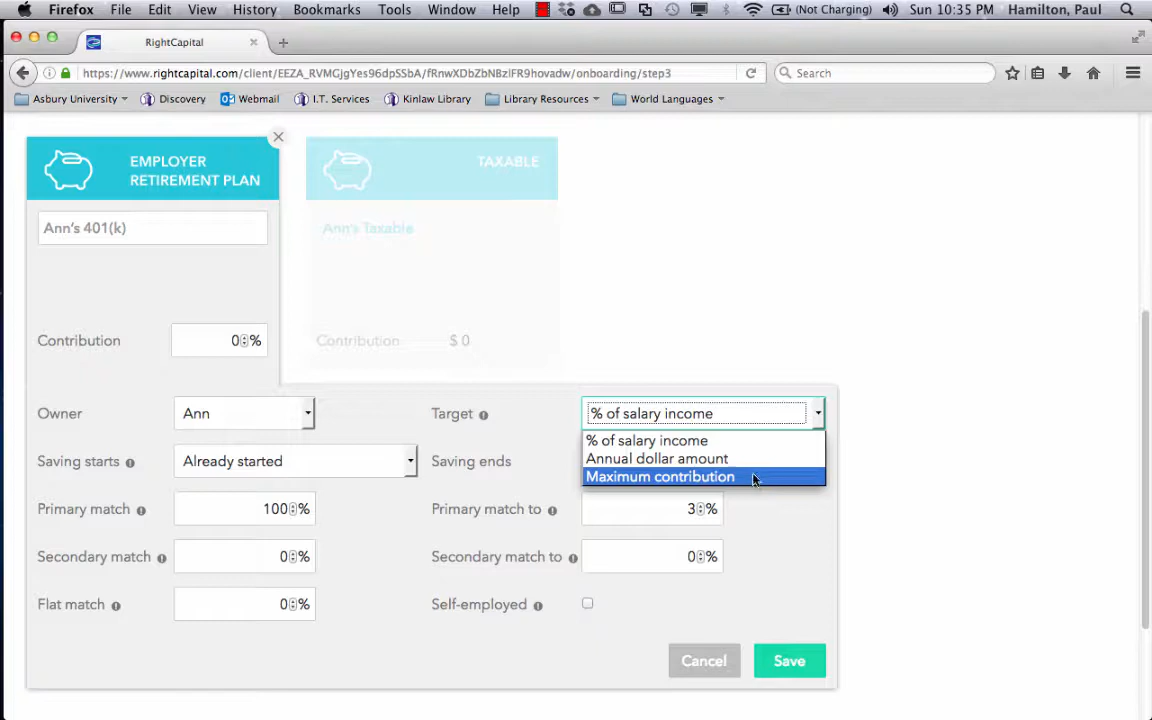 Firefox File Edit View History Bookmarks Tools Window Help (Not Charging) Sun 10:35 PM Hamilton, Paul
RightCapital
https://www.rightcapital.com/client/EEZA_RVMGjgYes96dpSSbA/fRnwXDbZbNBzlFR9hovadw/onboarding/step3 Search
Asbury University Discovery Webmail I.T. Services Kinlaw Library Library Resources World Languages
EMPLOYER
RETIREMENT PLAN
TAXABLE
Ann's 401(k)
Ann's Taxable
Contribution 0 %
Contribution $ 0
Owner Ann Target % of salary income
% of salary income
Annual dollar amount
Maximum contribution
Saving starts Already started Saving ends
Primary match 100 % Primary match to 3 %
Secondary match 0 % Secondary match to 0 %
Flat match 0 % Self-employed
Cancel Save